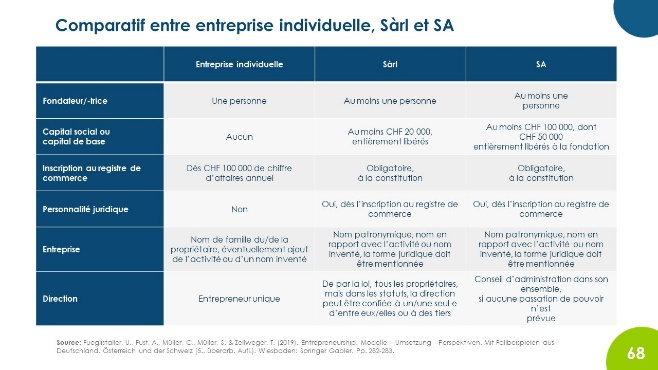 Comparatif entre entreprise individuelle, Sàrl et SA
Entreprise individuelle
Sàrl
SA
Fondateur/-trice
Une personne
Au moins une personne
Au moins une
personne
Capital social ou
capital de base
Aucun
Au moins CHF 20 000,
entièrement libérés
Au moins CHF 100 000, dont
CHF 50 000
entièrement libérés à la fondation
Inscription au registre de
commerce
Dès CHF 100 000 de chiffre
d'affaires annuel
Obligatoire,
à la constitution
Obligatoire,
à la constitution
Personnalité juridique
Non
Oui, dès l'inscription au registre de
commerce
Oui, dès l'inscription au registre de
commerce
Entreprise
Nom de famille du/de la
propriétaire, éventuellement ajout
de l'activité ou d'un nom inventé
Nom patronymique, nom en
rapport avec l'activité ou nom
inventé, la forme juridique doit
être mentionnée
Nom patronymique, nom en
rapport avec l'activité ou nom
inventé, la forme juridique doit
être mentionnée
Direction
Entrepreneur unique
De par la loi, tous les propriétaires,
mais dans les statuts, la direction
peut être confiée à un/une seul·e
d'entre eux/elles ou à des tiers
Conseil d'administration dans son
ensemble,
si aucune passation de pouvoir
n'est
prévue
Source: Fueglistaller, U., Fust, A., Müller, C., Müller, S. & Zellweger, T. (2019). Entrepreneurship. Modelle - Umsetzung - Perspektiven. Mit Fallbeispielen aus
Deutschland, Österreich und der Schweiz (5., überarb. Aufl.). Wiesbaden: Springer Gabler. Pp. 282-283.
68